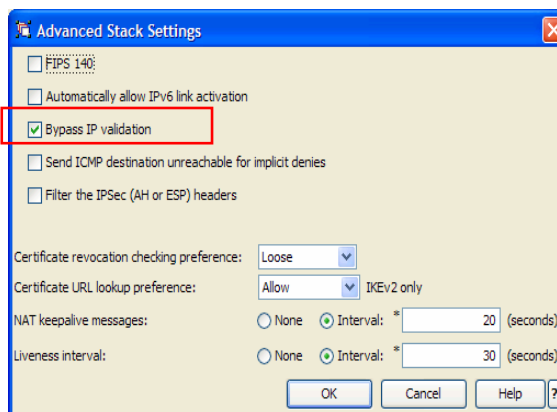 Advanced Stack Settings
FIPS 140
Automatically allow IPv6 link activation
Bypass IP validation
Send ICMP destination unreachable for implicit denies
Filter the IPSec (AH or ESP) headers
Certificate revocation checking preference: Loose
Certificate URL lookup preference: Allow IKEv2 only
NAT keepalive messages: None Interval: * 20 (seconds)
Liveness interval: None Interval: * 30 (seconds)
OK Cancel Help ?